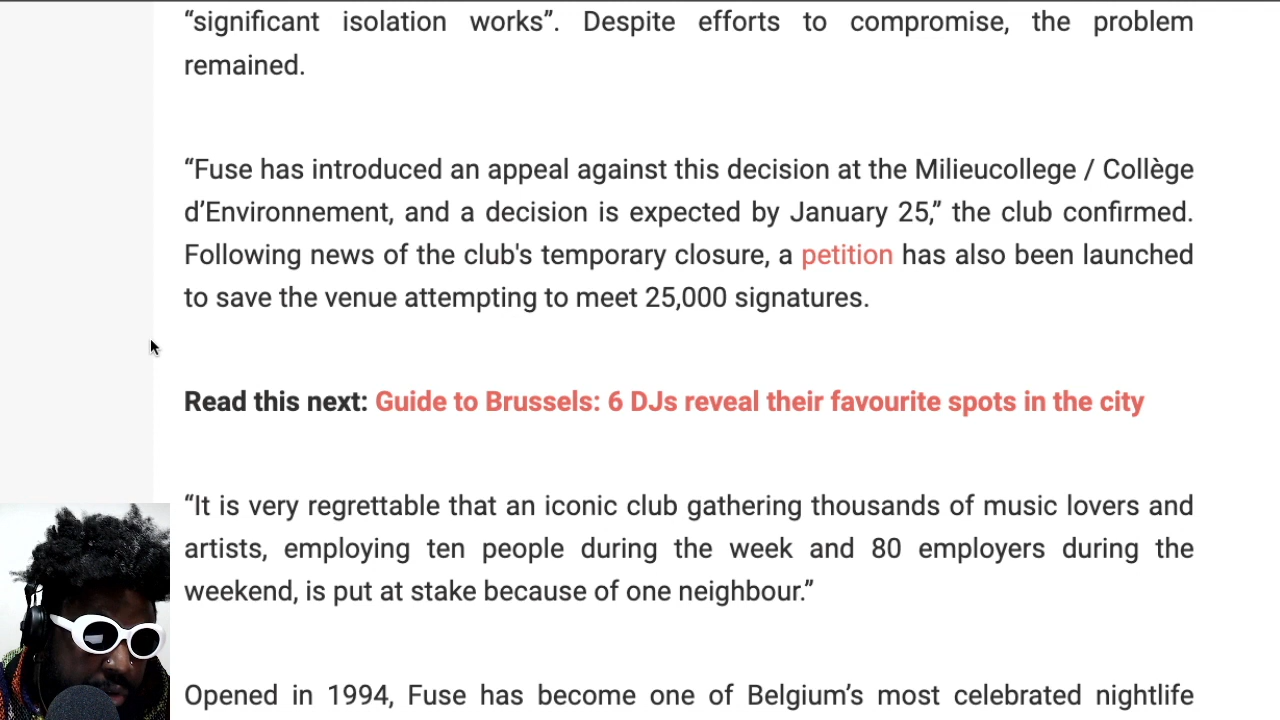 “significant isolation works”. Despite efforts to compromise, the problem
remained.
“Fuse has introduced an appeal against this decision at the Milieucollege / Collège
d’Environnement, and a decision is expected by January 25,” the club confirmed.
Following news of the club's temporary closure, a petition has also been launched
to save the venue attempting to meet 25,000 signatures.
Read this next: Guide to Brussels: 6 DJs reveal their favourite spots in the city
“It is very regrettable that an iconic club gathering thousands of music lovers and
artists, employing ten people during the week and 80 employers during the
weekend, is put at stake because of one neighbour.”
Opened in 1994, Fuse has become one of Belgium’s most celebrated nightlife